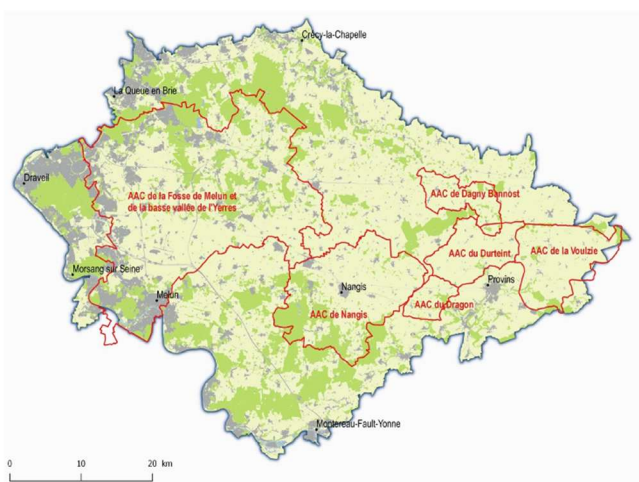 Crécy-la-Chapelle
La Queue en Brie
Draveil
AAC de la Fosse de Melun et
de la basse vallée de l'Yerres
AAC de Dagny Bannost
AAC du Durteint
AAC de la Voulzie
Morsang sur Seine
Melun
Nangis
Provins
AAC du Dragon
AAC de Nangis
Montereau-Fault-Yonne
0 10 20 km